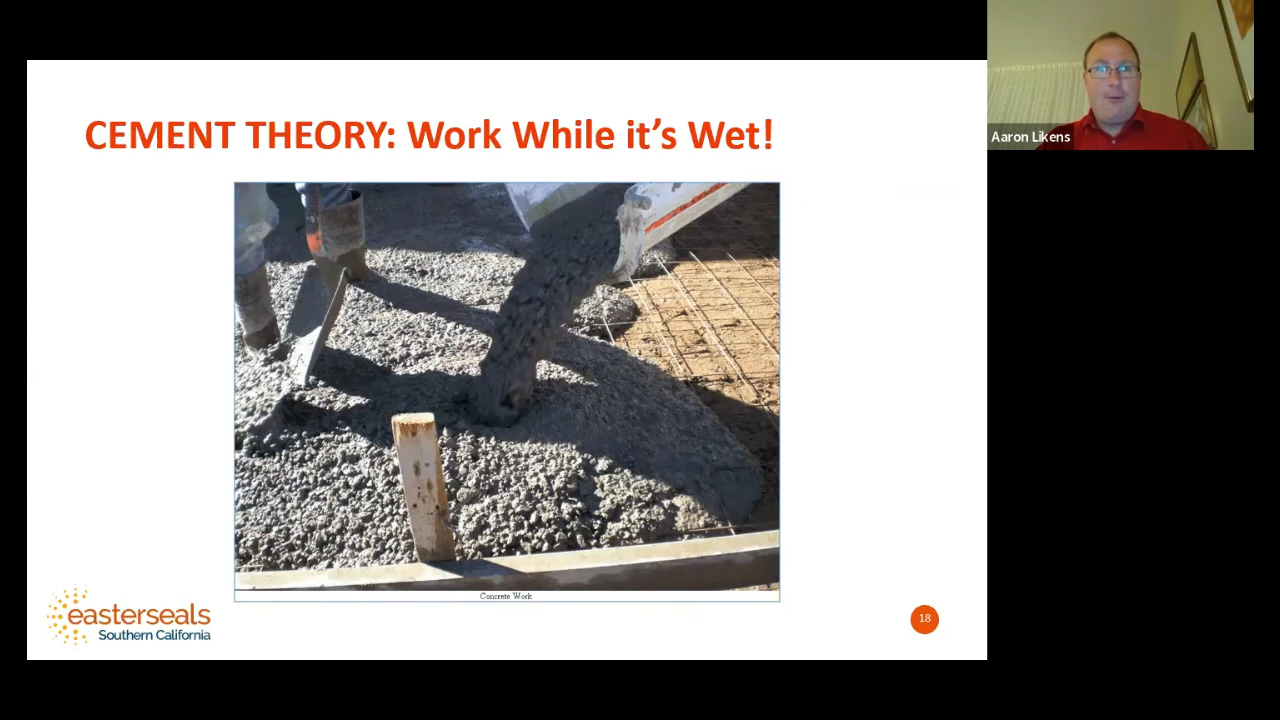 CEMENT THEORY: Work While it's Wet!
Aaron Likens
Concrete Work
easterseals
Southern California
18